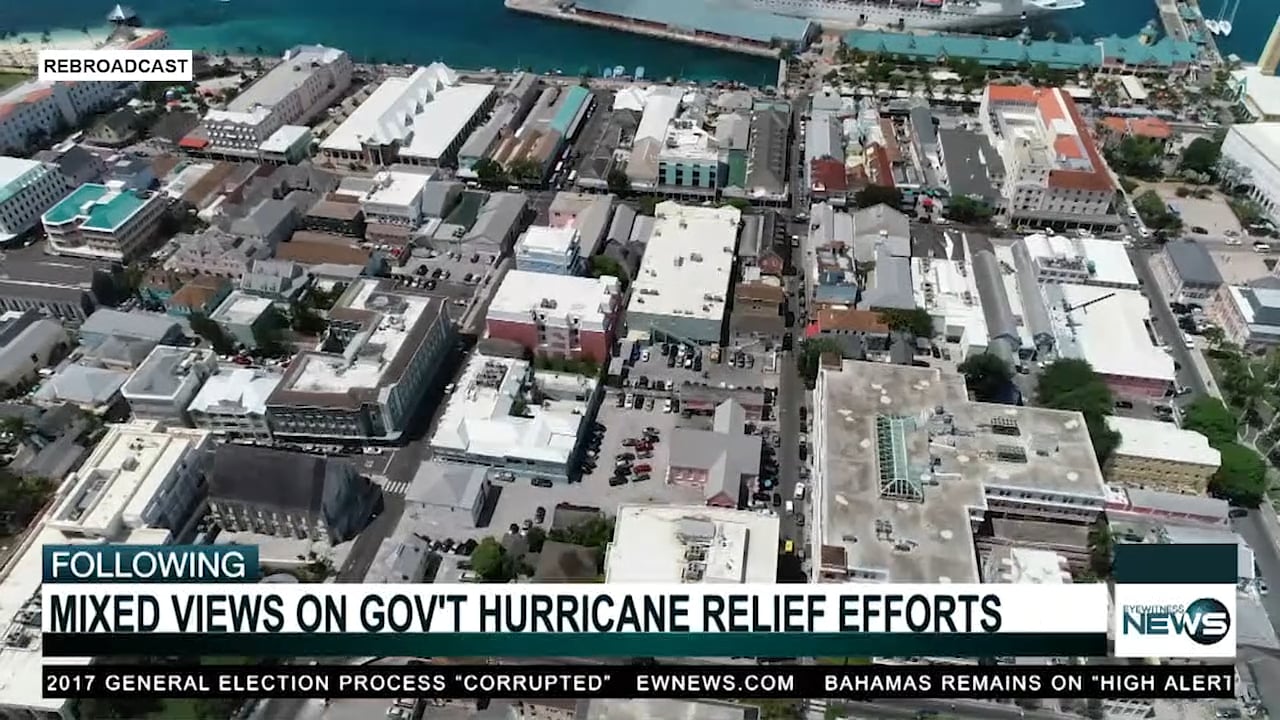 REBROADCAST
FOLLOWING
MIXED VIEWS ON GOV'T HURRICANE RELIEF EFFORTS
EYEWITNESS
NEWS
2017 GENERAL ELECTION PROCESS "CORRUPTED" EWNEWS.COM BAHAMAS REMAINS ON "HIGH ALERT